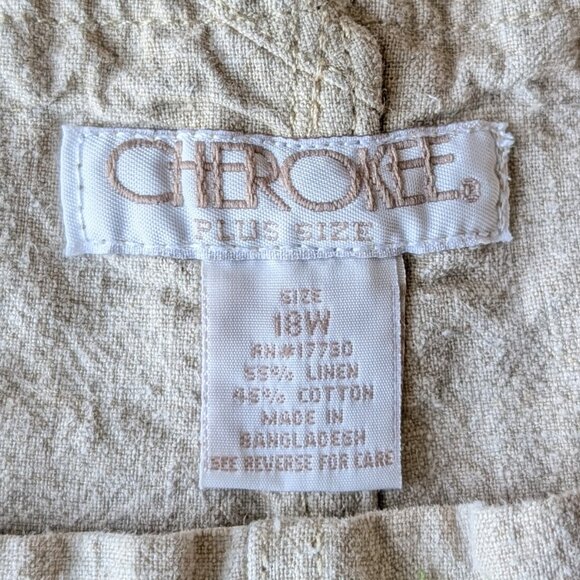 CHEROKEE®
PLUS SIZE
SIZE
18W
RN#17730
55% LINEN
45% COTTON
MADE IN
BANGLADESH
SEE REVERSE FOR CARE